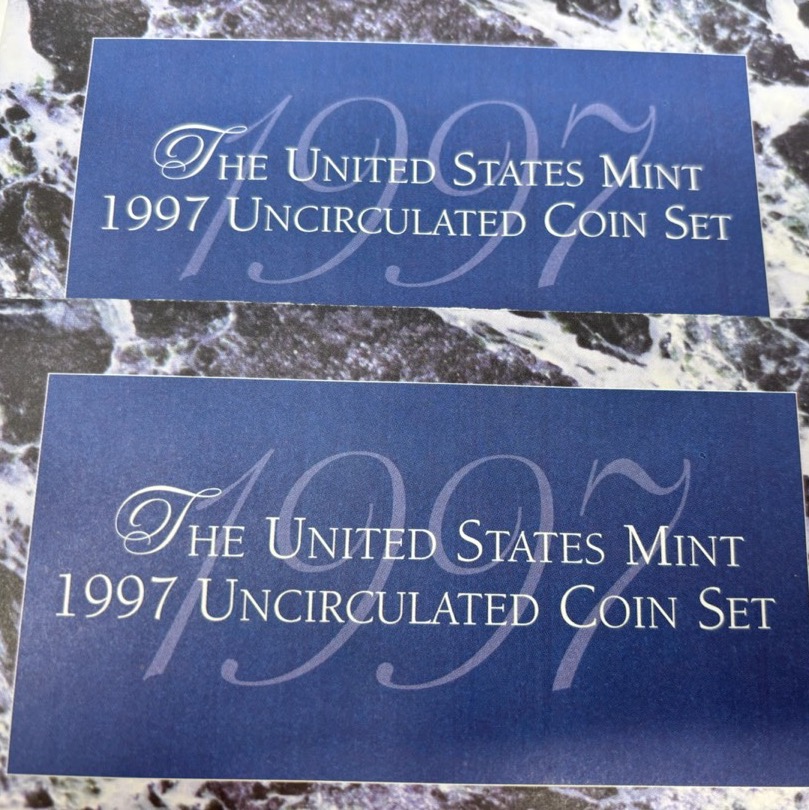 1997
The United States Mint
1997 Uncirculated Coin Set
1997
The United States Mint
1997 Uncirculated Coin Set